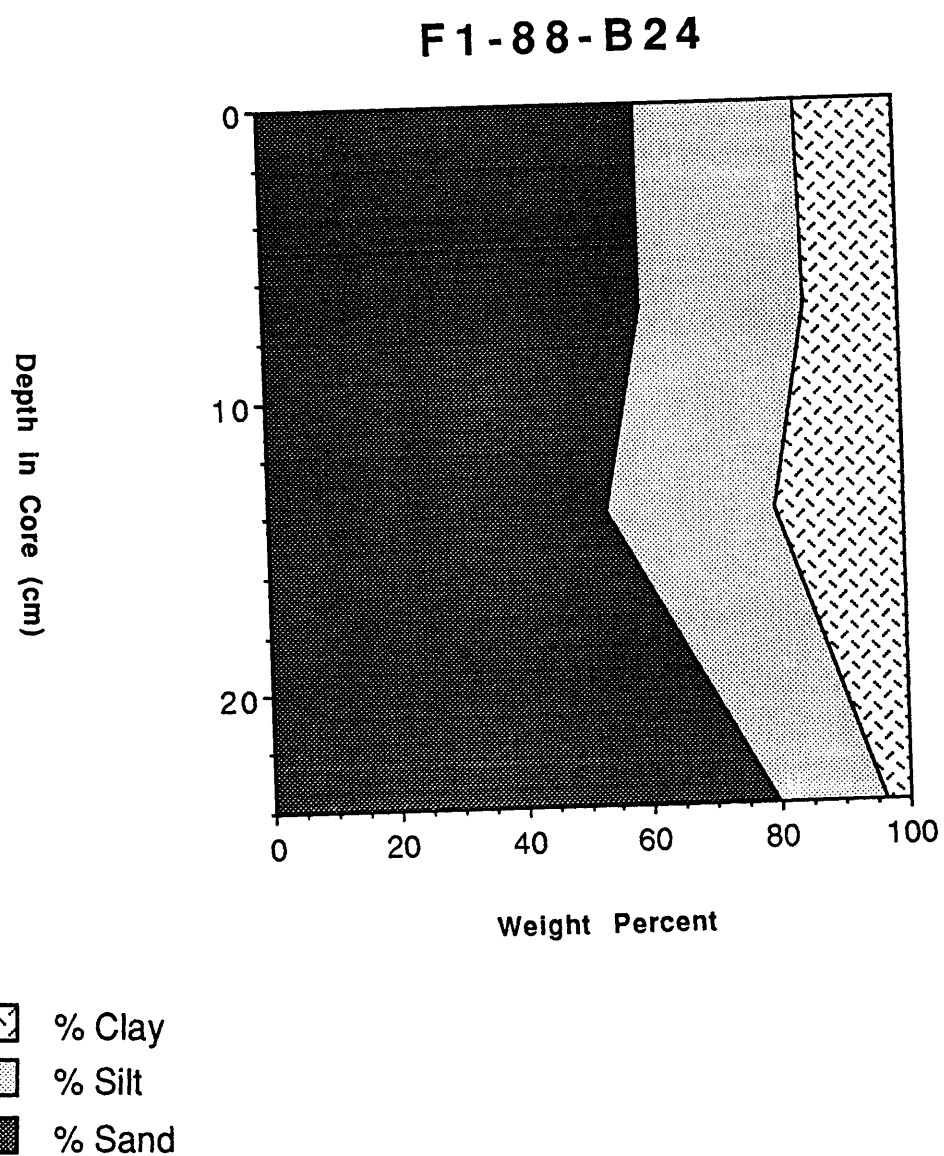 F1-88-B24
0
10
20
Depth in Core (cm)
0 20 40 60 80 100
Weight Percent
% Clay
% Silt
% Sand